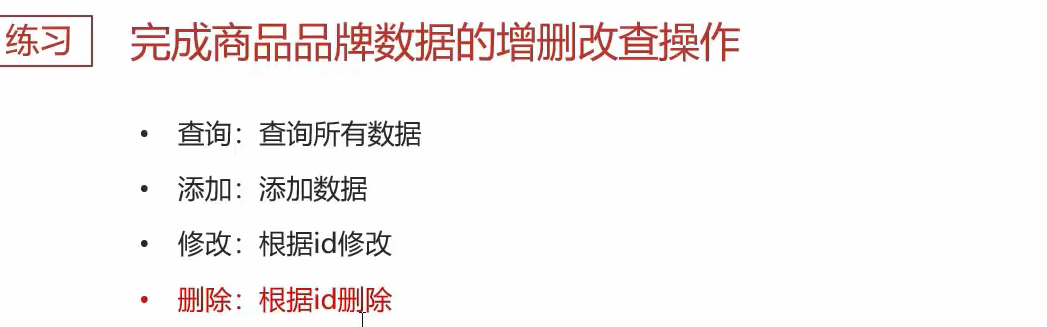 练习 完成商品品牌数据的增删改查操作
• 查询：查询所有数据
• 添加：添加数据
• 修改：根据id修改
• 删除：根据id删除